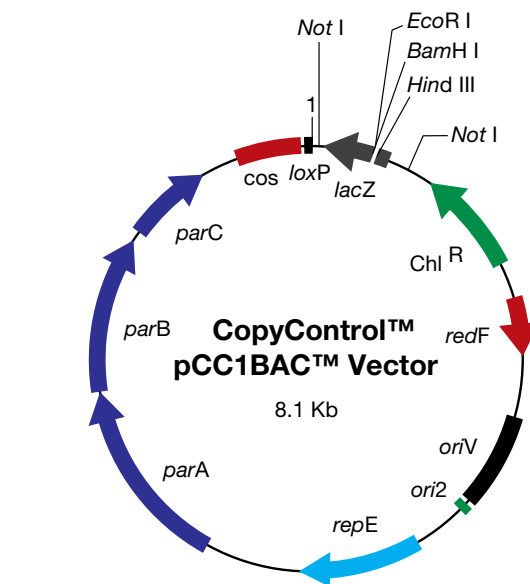 Not I
EcoR I
BamH I
Hind III
Not I
1
cos
loxP
lacZ
parC
Chl R
parB
CopyControl™
pCC1BAC™ Vector
8.1 Kb
redF
oriV
ori2
parA
repE